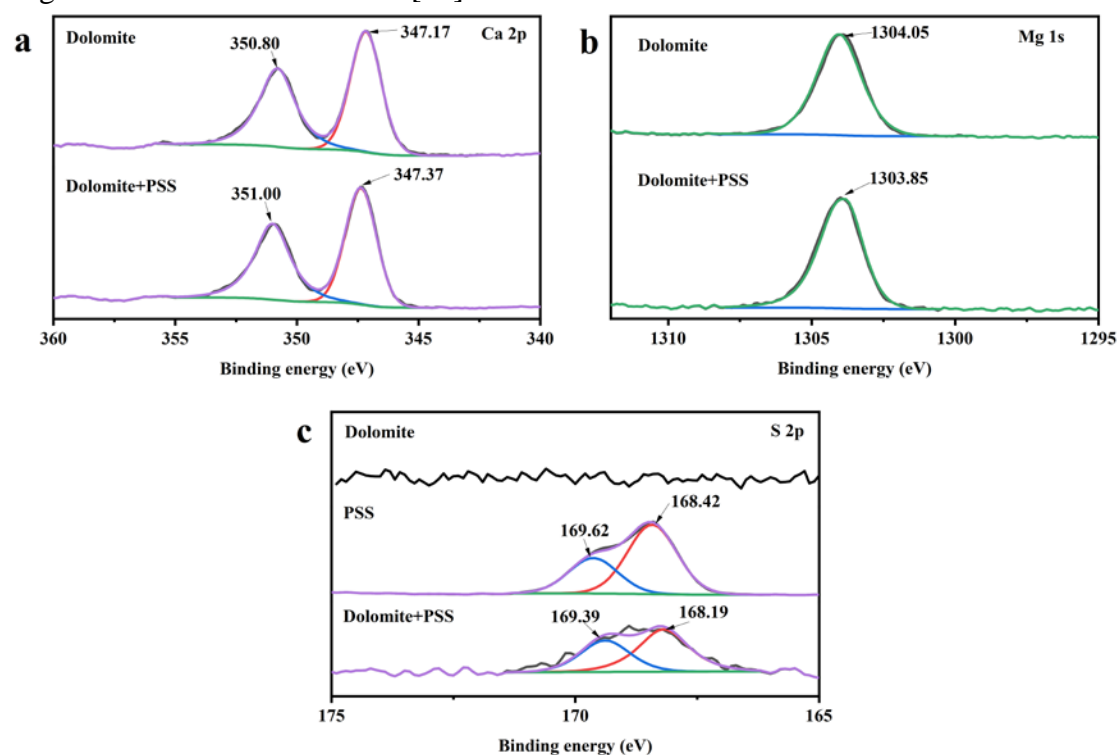 a Dolomite 350.80 347.17 Ca 2p
Dolomite+PSS 351.00 347.37
360 355 350 345 340
Binding energy (eV)
b Dolomite 1304.05 Mg 1s
Dolomite+PSS 1303.85
1310 1305 1300 1295
Binding energy (eV)
c Dolomite S 2p
PSS 169.62 168.42
Dolomite+PSS 169.39 168.19
175 170 165
Binding energy (eV)